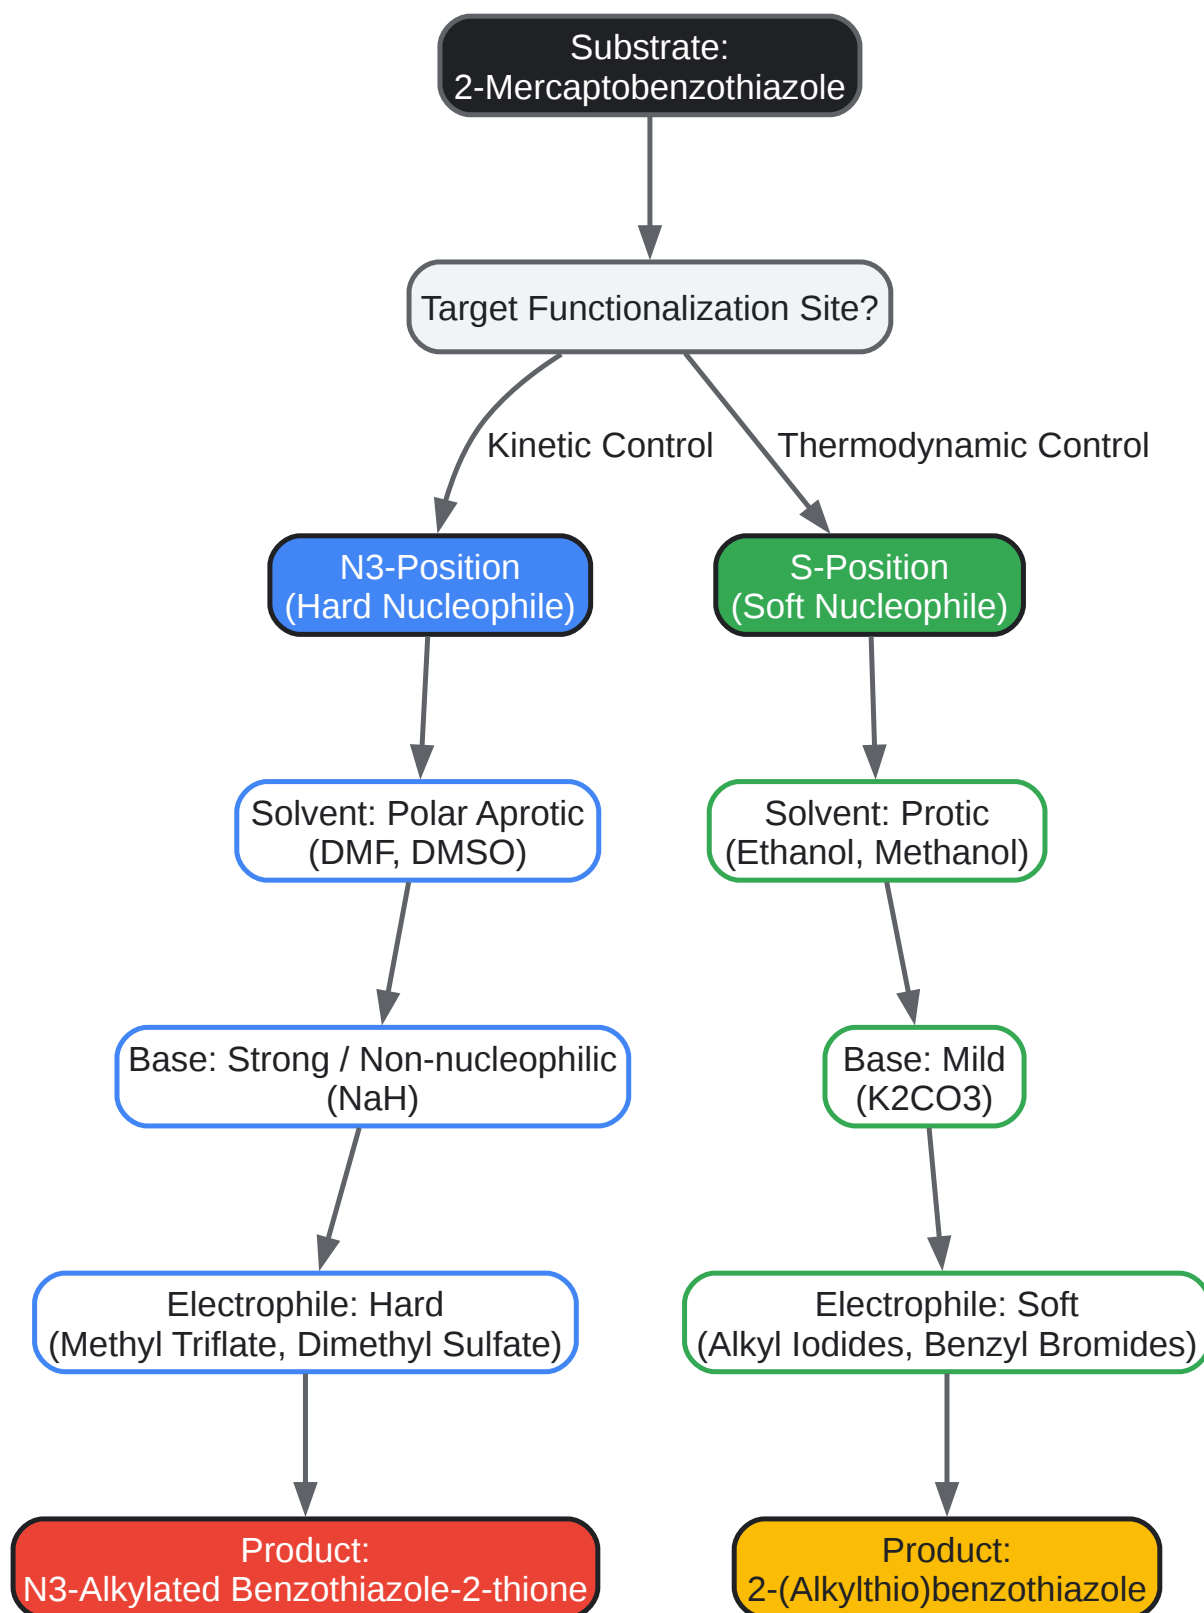 Substrate:
2-Mercaptobenzothiazole
Target Functionalization Site?
Kinetic Control
Thermodynamic Control
N3-Position
(Hard Nucleophile)
S-Position
(Soft Nucleophile)
Solvent: Polar Aprotic
(DMF, DMSO)
Solvent: Protic
(Ethanol, Methanol)
Base: Strong / Non-nucleophilic
(NaH)
Base: Mild
(K2CO3)
Electrophile: Hard
(Methyl Triflate, Dimethyl Sulfate)
Electrophile: Soft
(Alkyl Iodides, Benzyl Bromides)
Product:
N3-Alkylated Benzothiazole-2-thione
Product:
2-(Alkylthio)benzothiazole